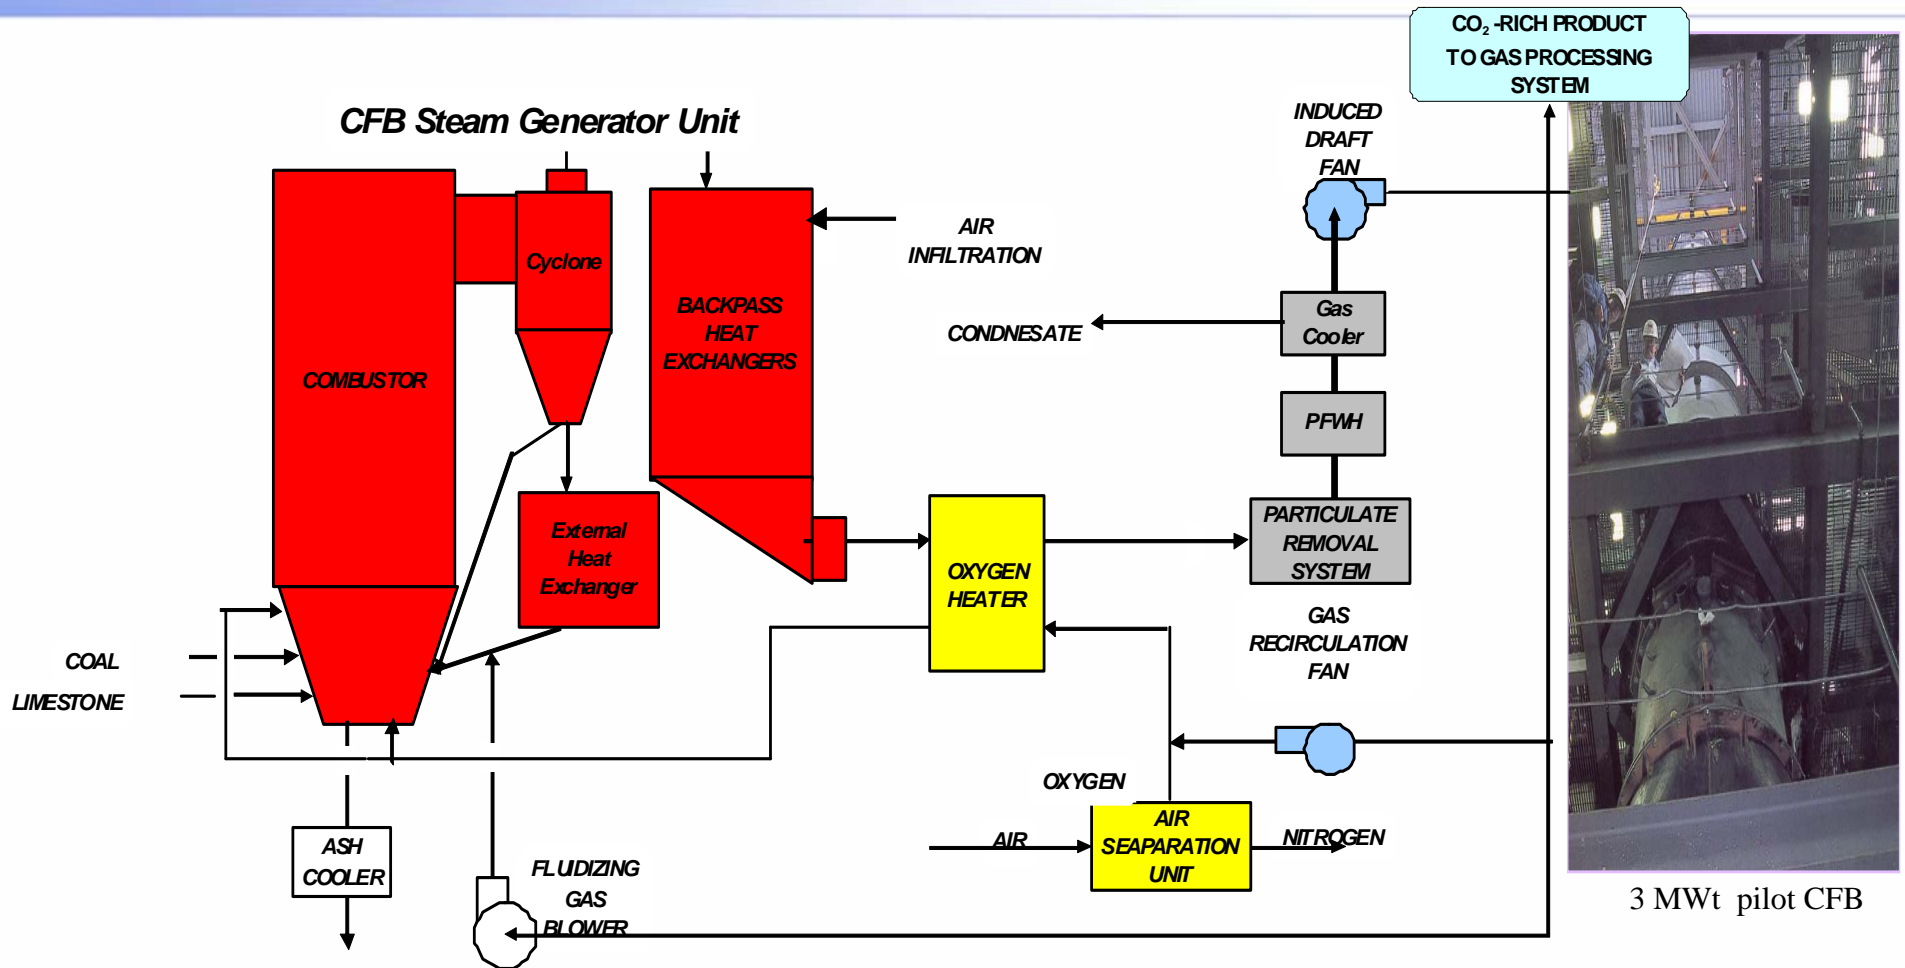 CO₂ -RICH PRODUCT
TO GAS PROCESSING
SYSTEM
CFB Steam Generator Unit
INDUCED
DRAFT
FAN
Cyclone
AIR
INFILTRATION
BACKPASS
HEAT
EXCHANGERS
Gas
Cooler
CONDNESATE
COMBUSTOR
PFWH
External
Heat
Exchanger
OXYGEN
HEATER
PARTICULATE
REMOVAL
SYSTEM
GAS
RECIRCULATION
FAN
COAL
LIMESTONE
OXYGEN
AIR
AIR
SEAPARATION
UNIT
NITROGEN
ASH
COOLER
FLUIDIZING
GAS
BLOWER
3 MWt pilot CFB